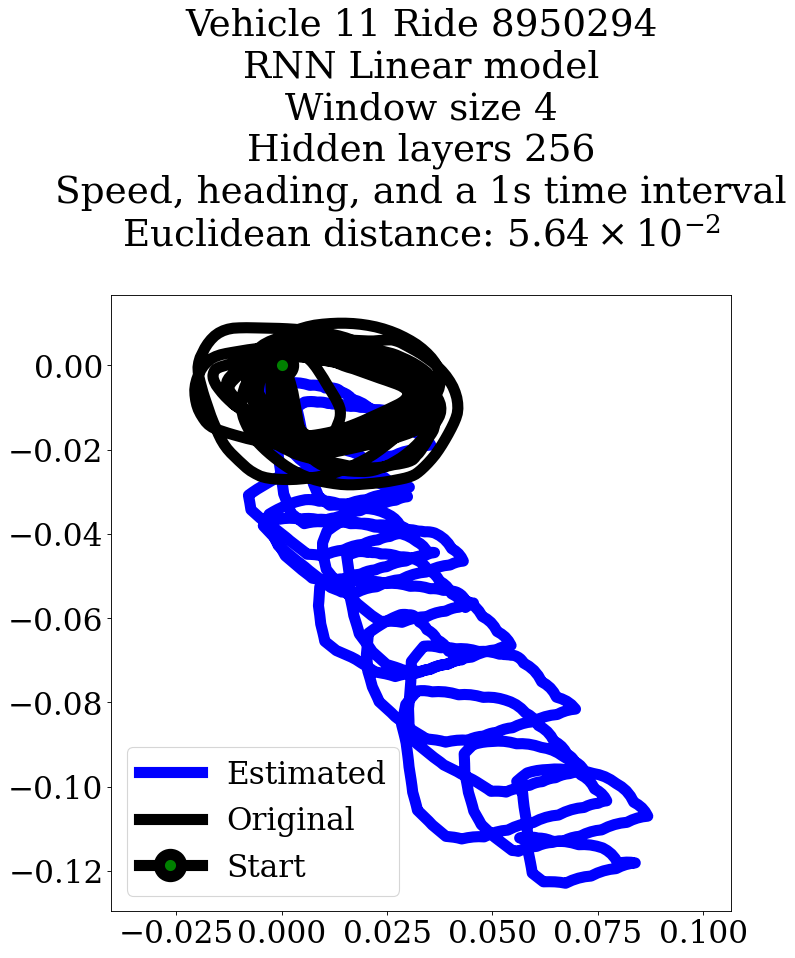 Vehicle 11 Ride 8950294
RNN Linear model
Window size 4
Hidden layers 256
Speed, heading, and a 1s time interval
Euclidean distance: 5.64 × 10⁻²
0.00
−0.02
−0.04
−0.06
−0.08
−0.10
−0.12
Estimated
Original
Start
−0.025 0.000 0.025 0.050 0.075 0.100